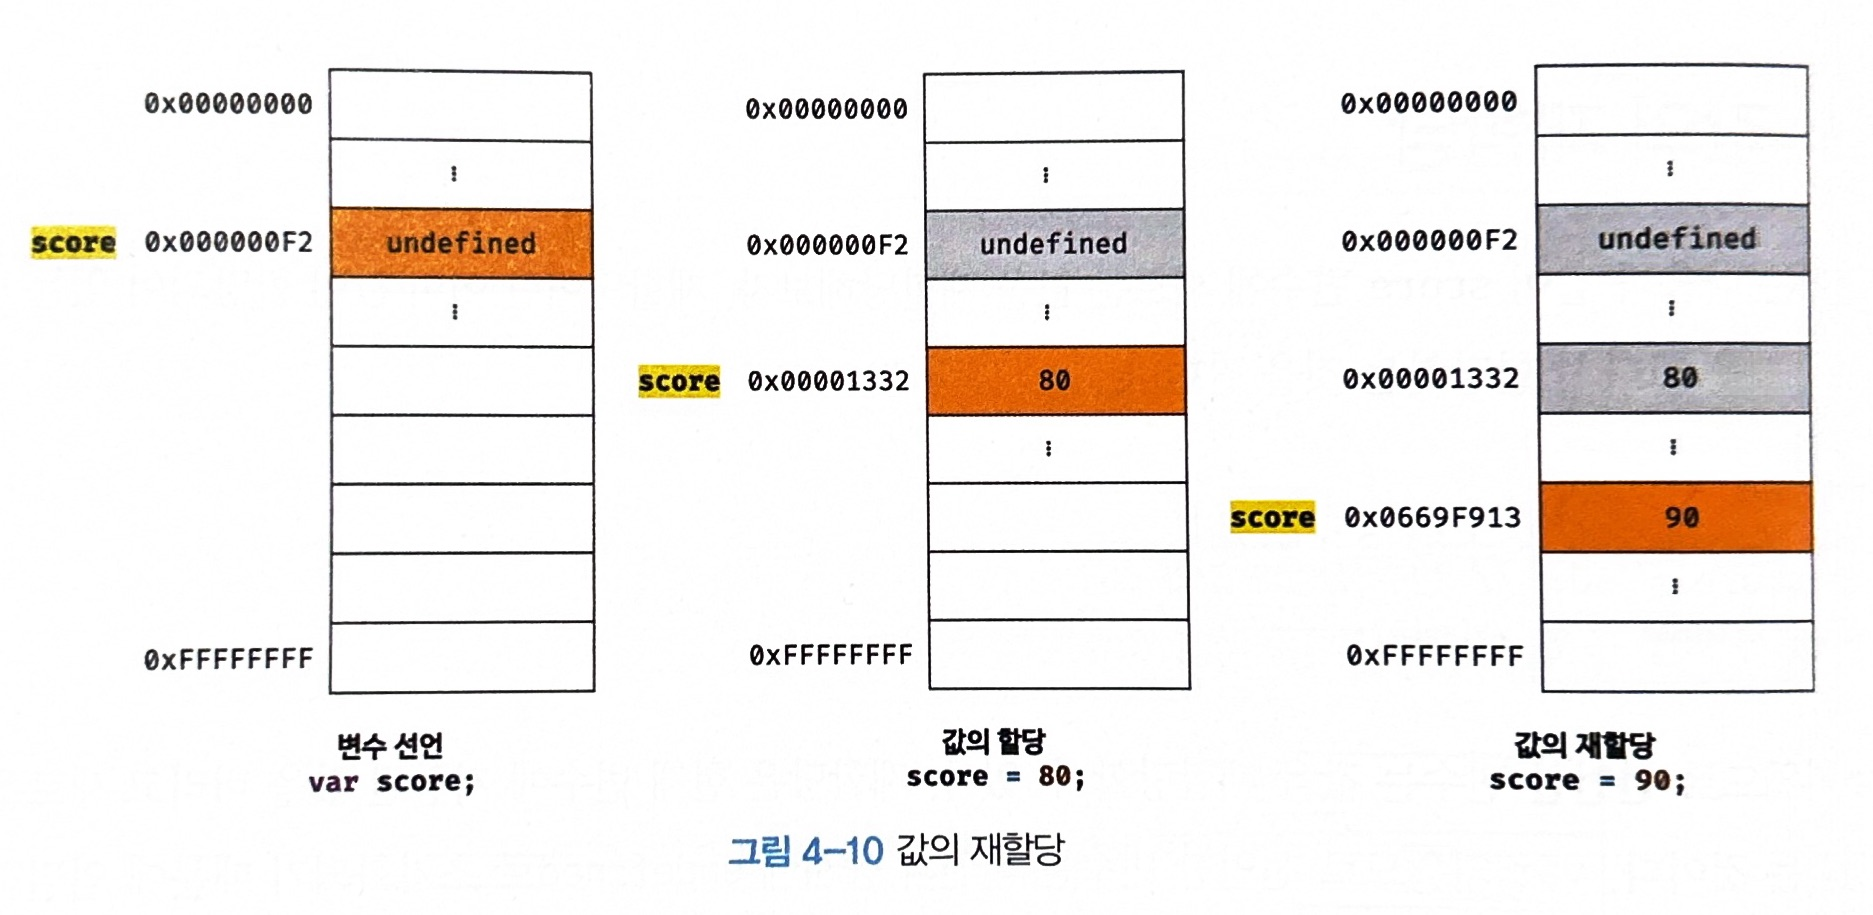 0x00000000
⋮
score 0x000000F2 undefined
⋮
0xFFFFFFFF
변수 선언
var score;
0x00000000
⋮
0x000000F2 undefined
⋮
score 0x00001332 80
⋮
0xFFFFFFFF
값의 할당
score = 80;
0x00000000
⋮
0x000000F2 undefined
⋮
0x00001332 80
⋮
score 0x0669F913 90
⋮
0xFFFFFFFF
값의 재할당
score = 90;
그림 4-10 값의 재할당